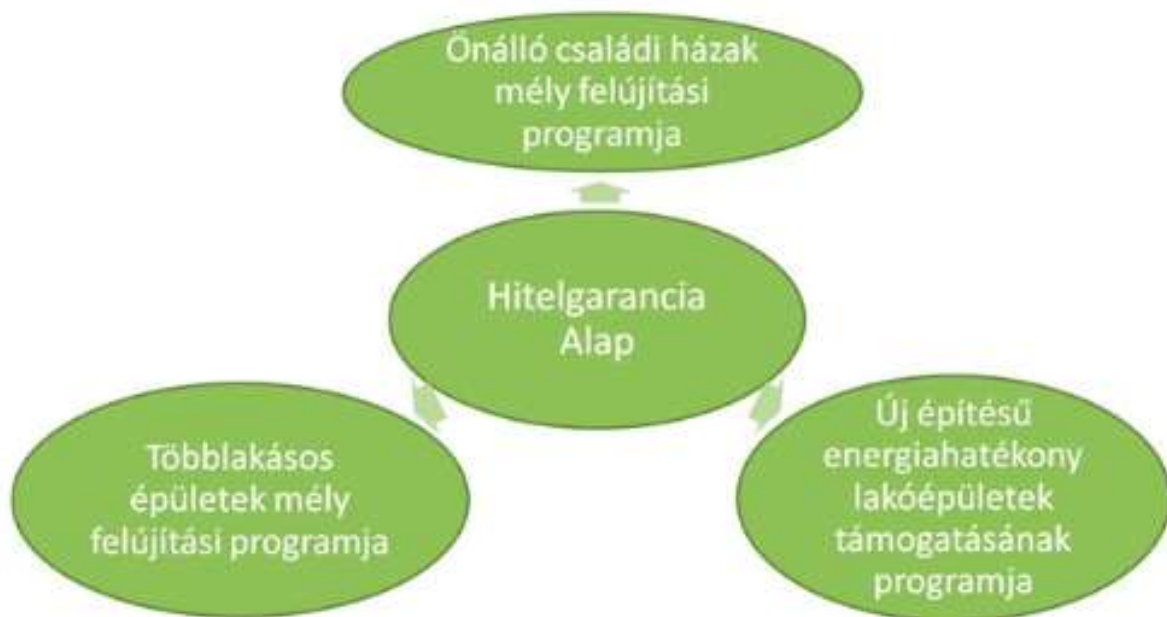 Önálló családi házak
mély felújítási
programja
Hitelgarancia
Alap
Többlakásos
épületek mély
felújítási programja
Új építésű
energiahatékony
lakóépületek
támogatásának
programja